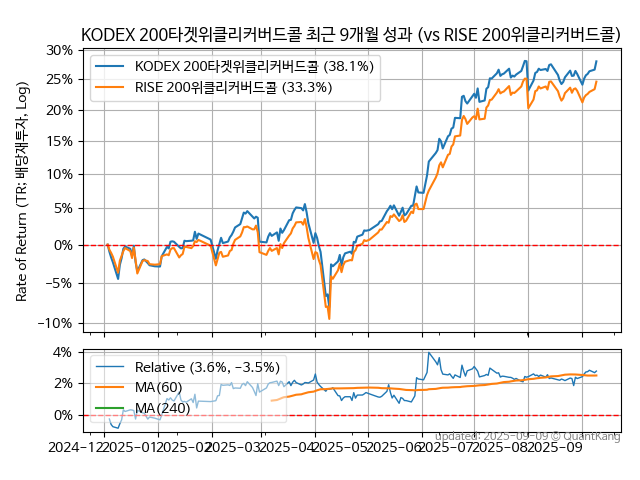 KODEX 200타겟위클리커버드콜 최근 9개월 성과 (vs RISE 200위클리커버드콜)
Rate of Return (TR: 배당재투자, Log)
30%
25%
20%
15%
10%
5%
0%
−5%
−10%
KODEX 200타겟위클리커버드콜 (38.1%)
RISE 200위클리커버드콜 (33.3%)
4%
2%
0%
Relative (3.6%, −3.5%)
MA(60)
MA(240)
2024-12 2025-01 2025-02 2025-03 2025-04 2025-05 2025-06 2025-07 2025-08 2025-09
updated: 2025-09-09 © QuantKang